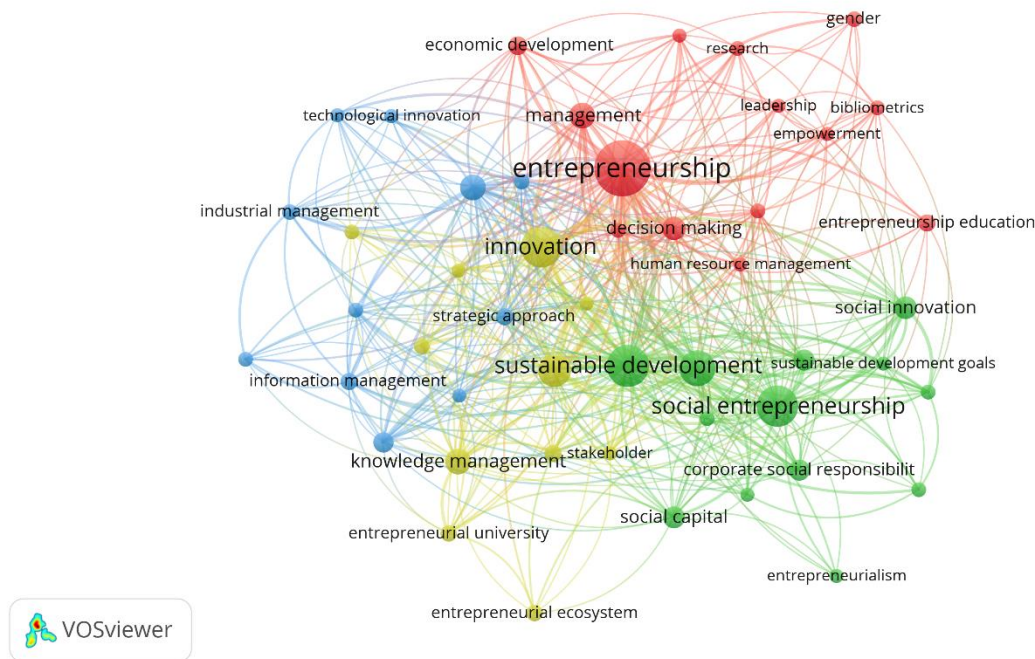 gender
economic development
research
leadership
bibliometrics
technological innovation
management
empowerment
entrepreneurship
industrial management
entrepreneurship education
decision making
innovation
human resource management
social innovation
strategic approach
sustainable development
sustainable development goals
information management
social entrepreneurship
stakeholder
knowledge management
corporate social responsibilit
social capital
entrepreneurial university
entrepreneurialism
entrepreneurial ecosystem
VOSviewer